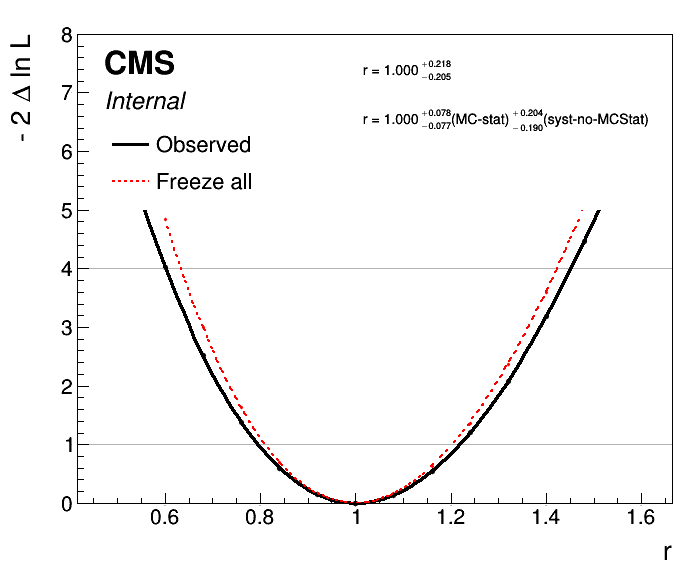 - 2 Δ ln L
8
7
6
5
4
3
2
1
0
CMS
Internal
Observed
Freeze all
r = 1.000 +0.218 −0.205
r = 1.000 +0.078 −0.077 (MC-stat) +0.204 −0.190 (syst-no-MCStat)
0.6 0.8 1 1.2 1.4 1.6
r